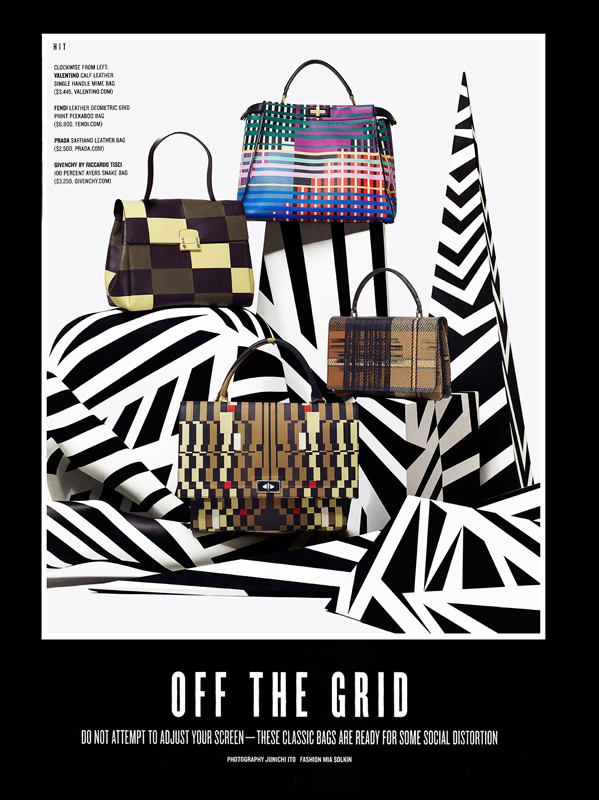 HIT
CLOCKWISE FROM LEFT:
VALENTINO CALF LEATHER
SINGLE HANDLE MIME BAG
($3,445, VALENTINO.COM)
FENDI LEATHER GEOMETRIC GRID
PRINT PEEKABOO BAG
($6,800, FENDI.COM)
PRADA SAFFIANO LEATHER BAG
($2,500, PRADA.COM)
GIVENCHY BY RICCARDO TISCI
100 PERCENT AYERS SNAKE BAG
($3,250, GIVENCHY.COM)
OFF THE GRID
DO NOT ATTEMPT TO ADJUST YOUR SCREEN—THESE CLASSIC BAGS ARE READY FOR SOME SOCIAL DISTORTION
PHOTOGRAPHY JUNICHI ITO FASHION MIA SOLKIN